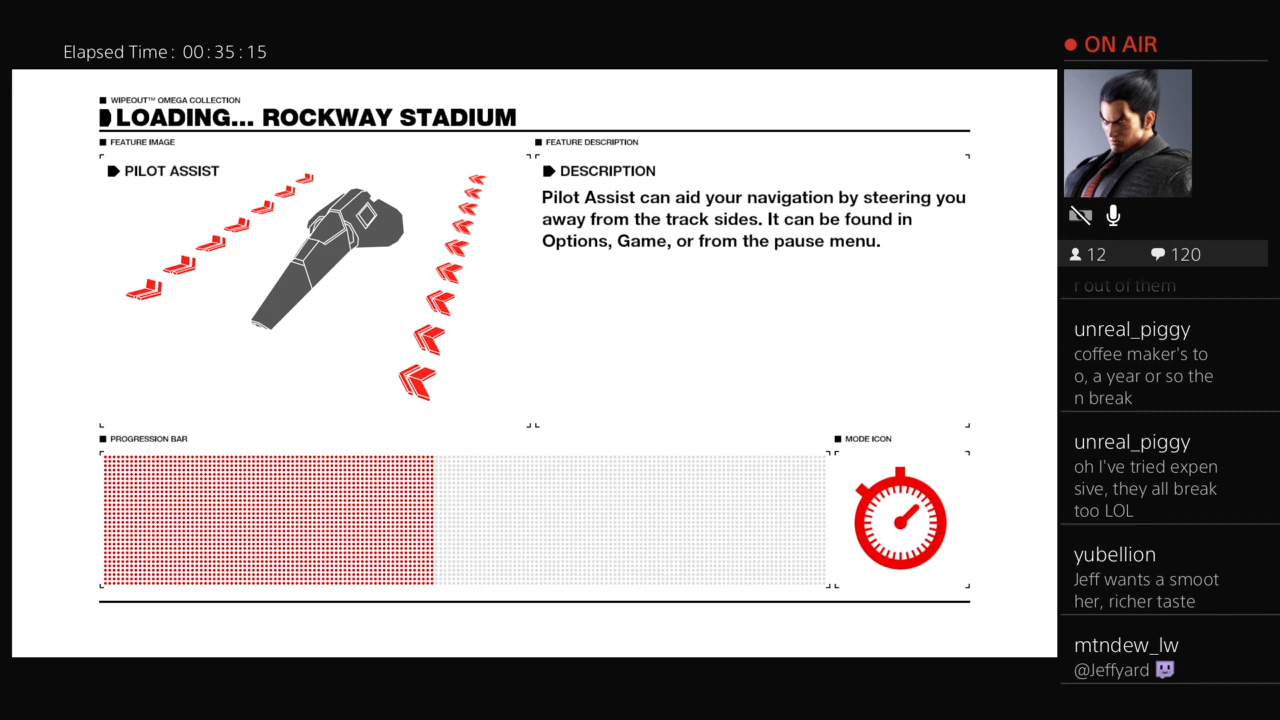 Elapsed Time: 00:35:15
ON AIR
WIPEOUT™ OMEGA COLLECTION
LOADING... ROCKWAY STADIUM
FEATURE IMAGE
PILOT ASSIST
FEATURE DESCRIPTION
DESCRIPTION
Pilot Assist can aid your navigation by steering you
away from the track sides. It can be found in
Options, Game, or from the pause menu.
PROGRESSION BAR
MODE ICON
12
120
r out of them
unreal_piggy
coffee maker's to
o, a year or so the
n break
unreal_piggy
oh I've tried expen
sive, they all break
too LOL
yubellion
Jeff wants a smoot
her, richer taste
mtndew_lw
@Jeffyard